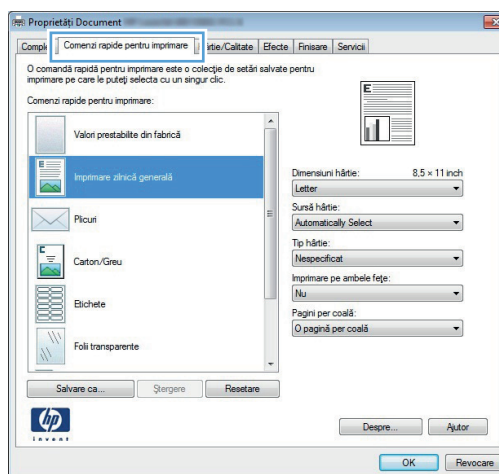 Proprietăți Document
Comple
Comenzi rapide pentru imprimare
rtie/Calitate
Efecte
Finisare
Servicii
O comandă rapidă pentru imprimare este o colecție de setări salvate pentru
imprimare pe care le puteți selecta cu un singur clic.
Comenzi rapide pentru imprimare:
Valori prestabilite din fabrică
Imprimare zilnică generală
Plicuri
Carton/Greu
Etichete
Folii transparente
Salvare ca...
Ștergere
Resetare
E
Dimensiuni hârtie:
8,5 × 11 inch
Letter
Sursă hârtie:
Automatically Select
Tip hârtie:
Nespecificat
Imprimare pe ambele fețe:
Nu
Pagini per coală:
O pagină per coală
hp
invent
Despre...
Ajutor
OK
Revocare